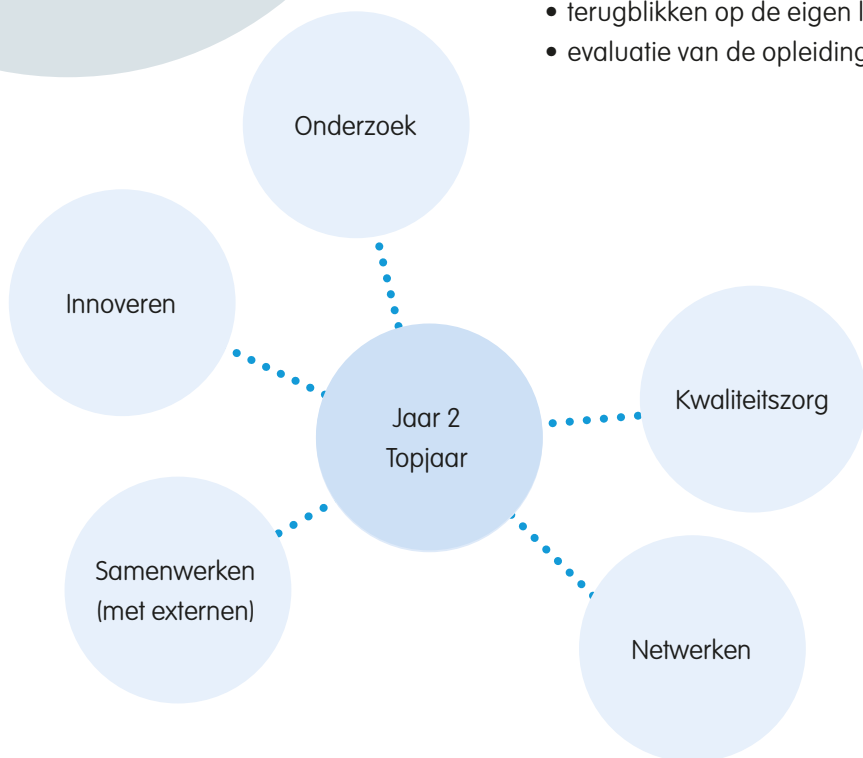 • terugblikken op de eigen
• evaluatie van de opleiding
Onderzoek
Innoveren
Jaar 2
Topjaar
Kwaliteitszorg
Samenwerken
(met externen)
Netwerken